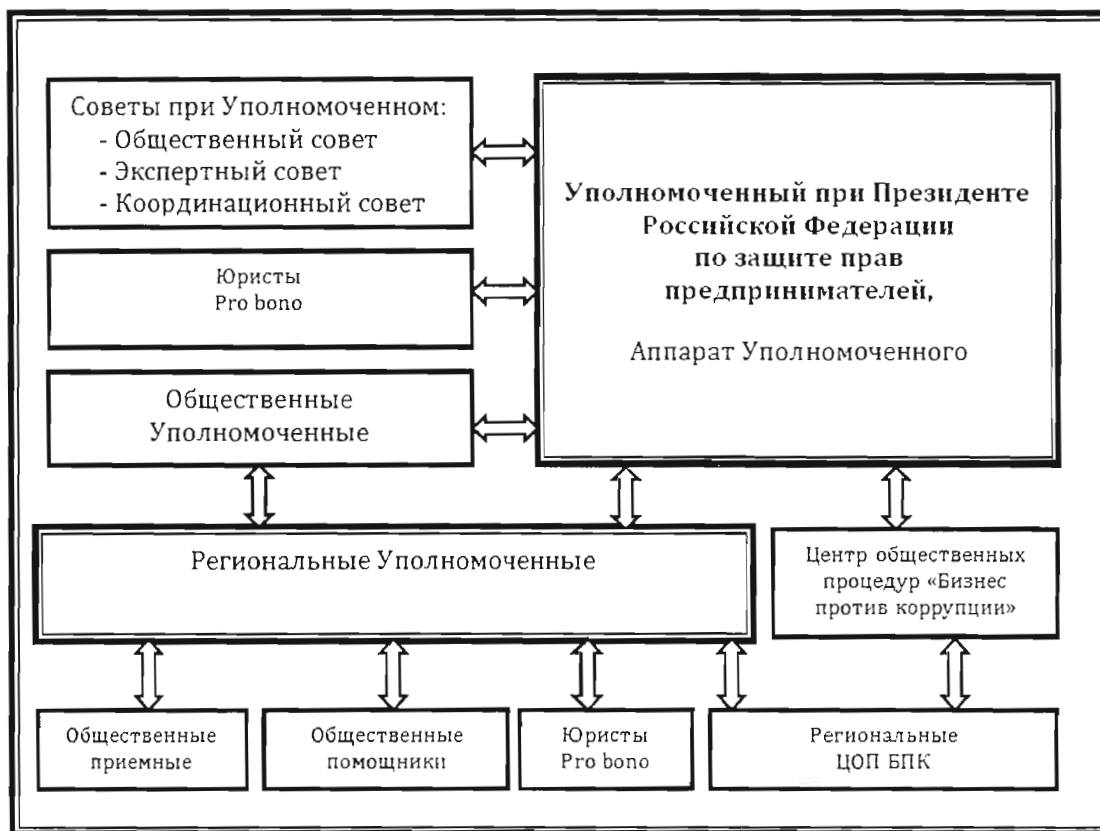 Советы при Уполномоченном:
- Общественный совет
- Экспертный совет
- Координационный совет
Уполномоченный при Президенте
Российской Федерации
по защите прав
предпринимателей,
Аппарат Уполномоченного
Юристы
Pro bono
Общественные
Уполномоченные
Региональные Уполномоченные
Центр общественных
процедур «Бизнес
против коррупции»
Общественные
приемные
Общественные
помощники
Юристы
Pro bono
Региональные
ЦОП БПК